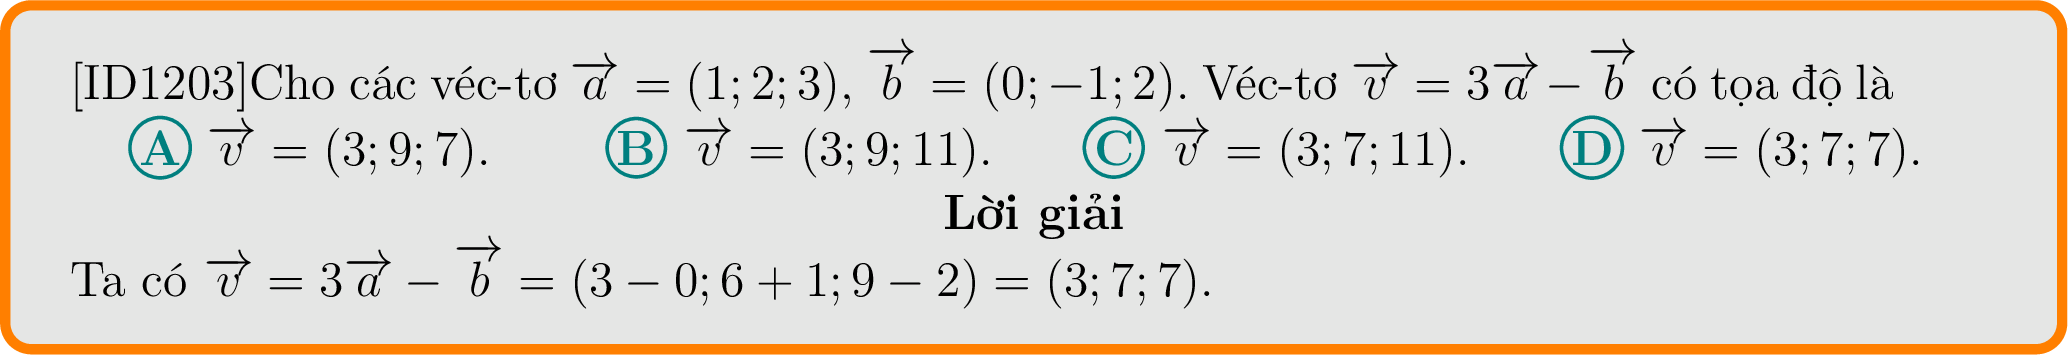 [ID1203]Cho các véc-tơ $\overrightarrow{a} = (1; 2; 3)$, $\overrightarrow{b} = (0; -1; 2)$. Véc-tơ $\overrightarrow{v} = 3\overrightarrow{a} - \overrightarrow{b}$ có tọa độ là
A $\overrightarrow{v} = (3; 9; 7)$. B $\overrightarrow{v} = (3; 9; 11)$. C $\overrightarrow{v} = (3; 7; 11)$. D $\overrightarrow{v} = (3; 7; 7)$.
Lời giải
Ta có $\overrightarrow{v} = 3\overrightarrow{a} - \overrightarrow{b} = (3 - 0; 6 + 1; 9 - 2) = (3; 7; 7)$.